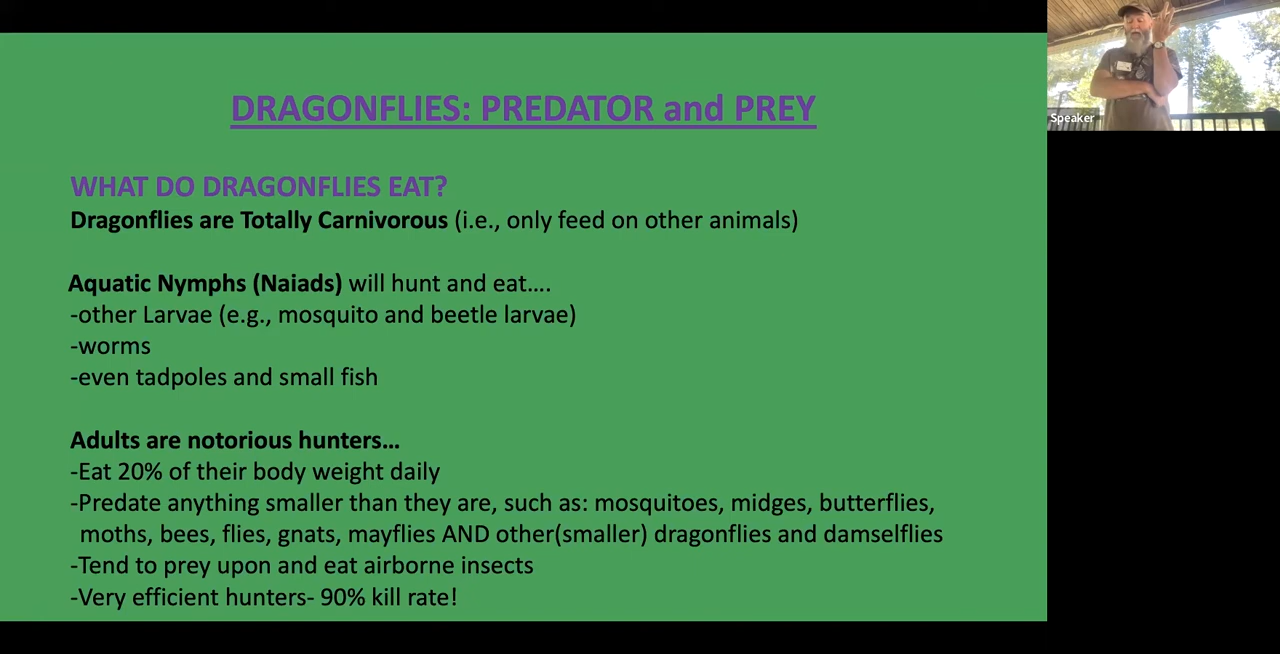 DRAGONFLIES: PREDATOR and PREY
WHAT DO DRAGONFLIES EAT?
Dragonflies are Totally Carnivorous (i.e., only feed on other animals)
Aquatic Nymphs (Naiads) will hunt and eat....
-other Larvae (e.g., mosquito and beetle larvae)
-worms
-even tadpoles and small fish
Adults are notorious hunters...
-Eat 20% of their body weight daily
-Predate anything smaller than they are, such as: mosquitoes, midges, butterflies,
moths, bees, flies, gnats, mayflies AND other(smaller) dragonflies and damselflies
-Tend to prey upon and eat airborne insects
-Very efficient hunters- 90% kill rate!
Speaker